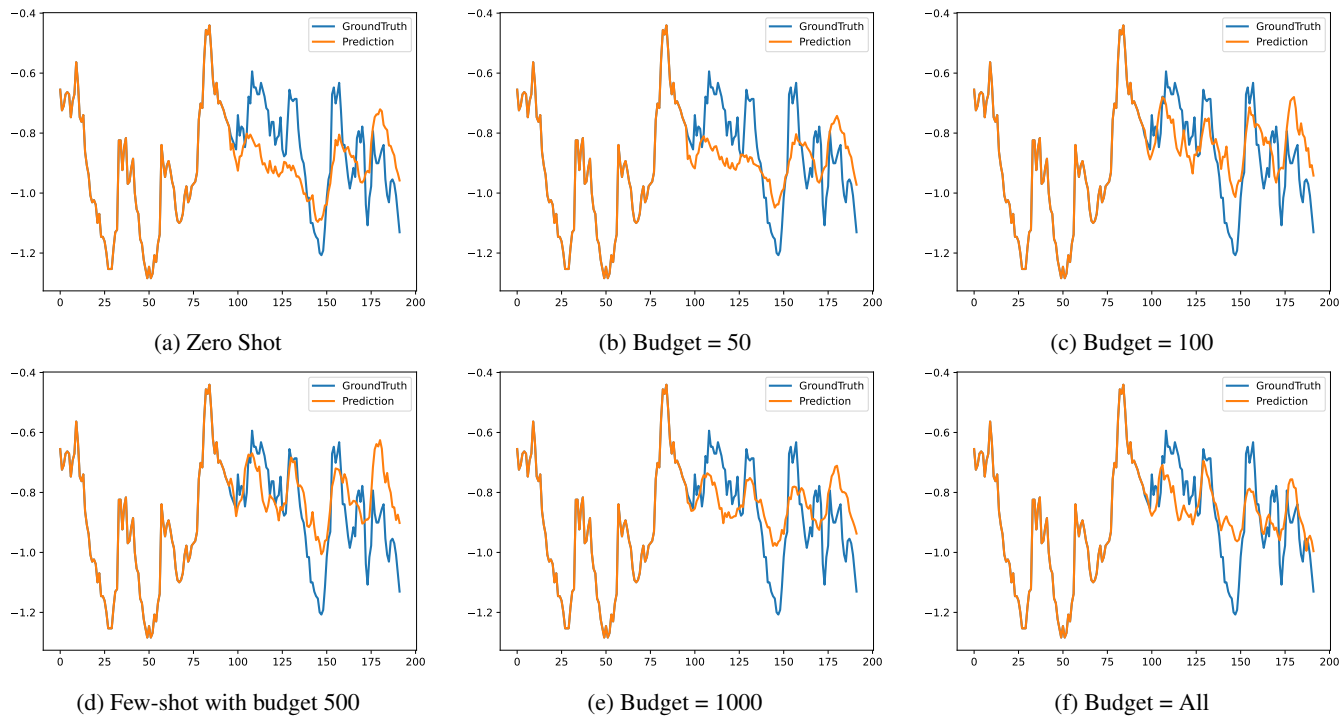 −0.4
−0.6
−0.8
−1.0
−1.2
0 25 50 75 100 125 150 175 200
GroundTruth
Prediction
(a) Zero Shot
−0.4
−0.6
−0.8
−1.0
−1.2
0 25 50 75 100 125 150 175 200
GroundTruth
Prediction
(b) Budget = 50
−0.4
−0.6
−0.8
−1.0
−1.2
0 25 50 75 100 125 150 175 200
GroundTruth
Prediction
(c) Budget = 100
−0.4
−0.6
−0.8
−1.0
−1.2
0 25 50 75 100 125 150 175 200
GroundTruth
Prediction
(d) Few-shot with budget 500
−0.4
−0.6
−0.8
−1.0
−1.2
0 25 50 75 100 125 150 175 200
GroundTruth
Prediction
(e) Budget = 1000
−0.4
−0.6
−0.8
−1.0
−1.2
0 25 50 75 100 125 150 175 200
GroundTruth
Prediction
(f) Budget = All